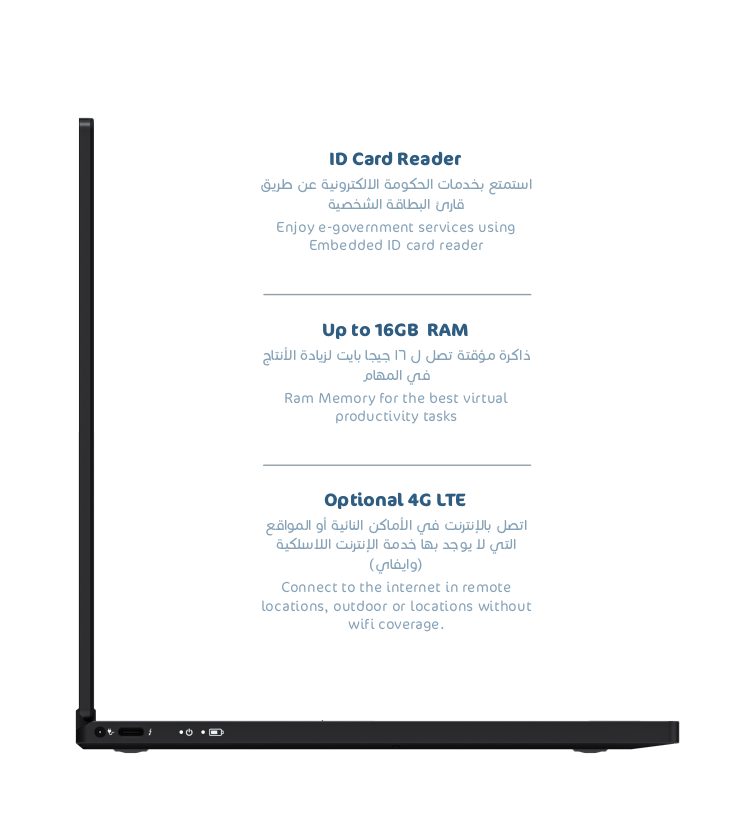 ID Card Reader
استمتع بخدمات الحكومة الالكترونية عن طريق
قارئ البطاقة الشخصية
Enjoy e-government services using
Embedded ID card reader
Up to 16GB RAM
ذاكرة مؤقتة تصل ل ١٦ جيجا بايت لزيادة الأنتاج
في المهام
Ram Memory for the best virtual
productivity tasks
Optional 4G LTE
اتصل بالإنترنت في الأماكن النائية أو المواقع
التي لا يوجد بها خدمة الإنترنت اللاسلكية
(وايفاي)
Connect to the internet in remote
locations, outdoor or locations without
wifi coverage.